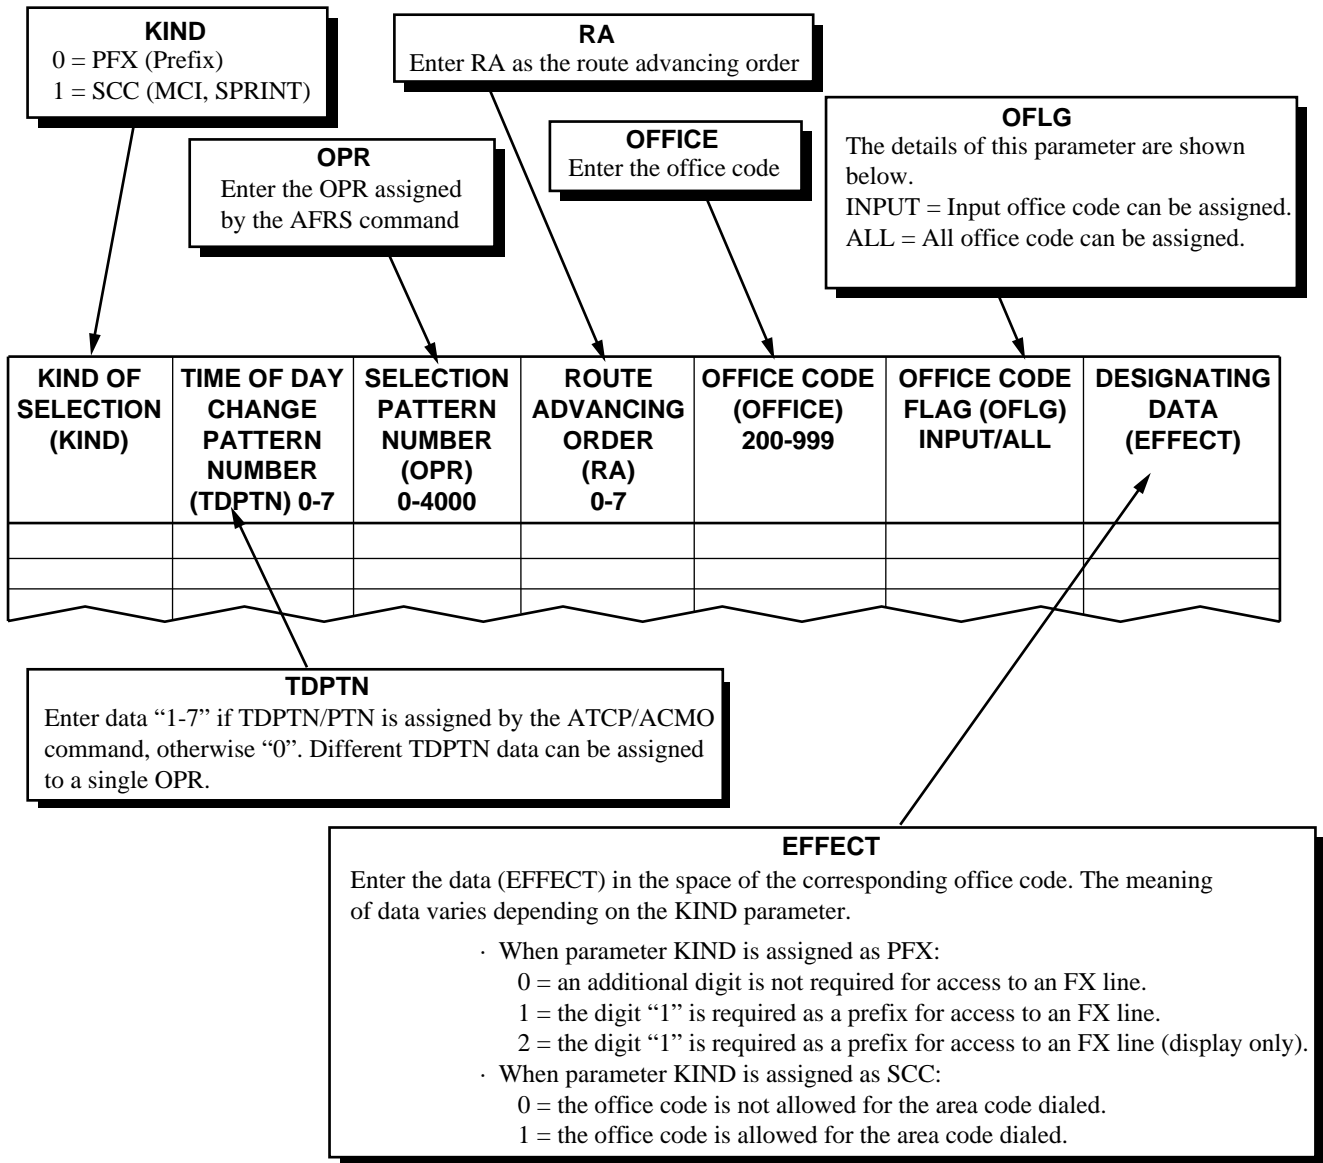 KIND
0 = PFX (Prefix)
1 = SCC (MCI, SPRINT)
RA
Enter RA as the route advancing order
OPR
Enter the OPR assigned
by the AFRS command
OFFICE
Enter the office code
OFLG
The details of this parameter are shown
below.
INPUT = Input office code can be assigned.
ALL = All office code can be assigned.
KIND OF
SELECTION
(KIND)
TIME OF DAY
CHANGE
PATTERN
NUMBER
(TDPTN) 0-7
SELECTION
PATTERN
NUMBER
(OPR)
0-4000
ROUTE
ADVANCING
ORDER
(RA)
0-7
OFFICE CODE
(OFFICE)
200-999
OFFICE CODE
FLAG (OFLG)
INPUT/ALL
DESIGNATING
DATA
(EFFECT)
TDPTN
Enter data “1-7” if TDPTN/PTN is assigned by the ATCP/ACMO
command, otherwise “0”. Different TDPTN data can be assigned
to a single OPR.
EFFECT
Enter the data (EFFECT) in the space of the corresponding office code. The meaning
of data varies depending on the KIND parameter.
· When parameter KIND is assigned as PFX:
0 = an additional digit is not required for access to an FX line.
1 = the digit “1” is required as a prefix for access to an FX line.
2 = the digit “1” is required as a prefix for access to an FX line (display only).
· When parameter KIND is assigned as SCC:
0 = the office code is not allowed for the area code dialed.
1 = the office code is allowed for the area code dialed.